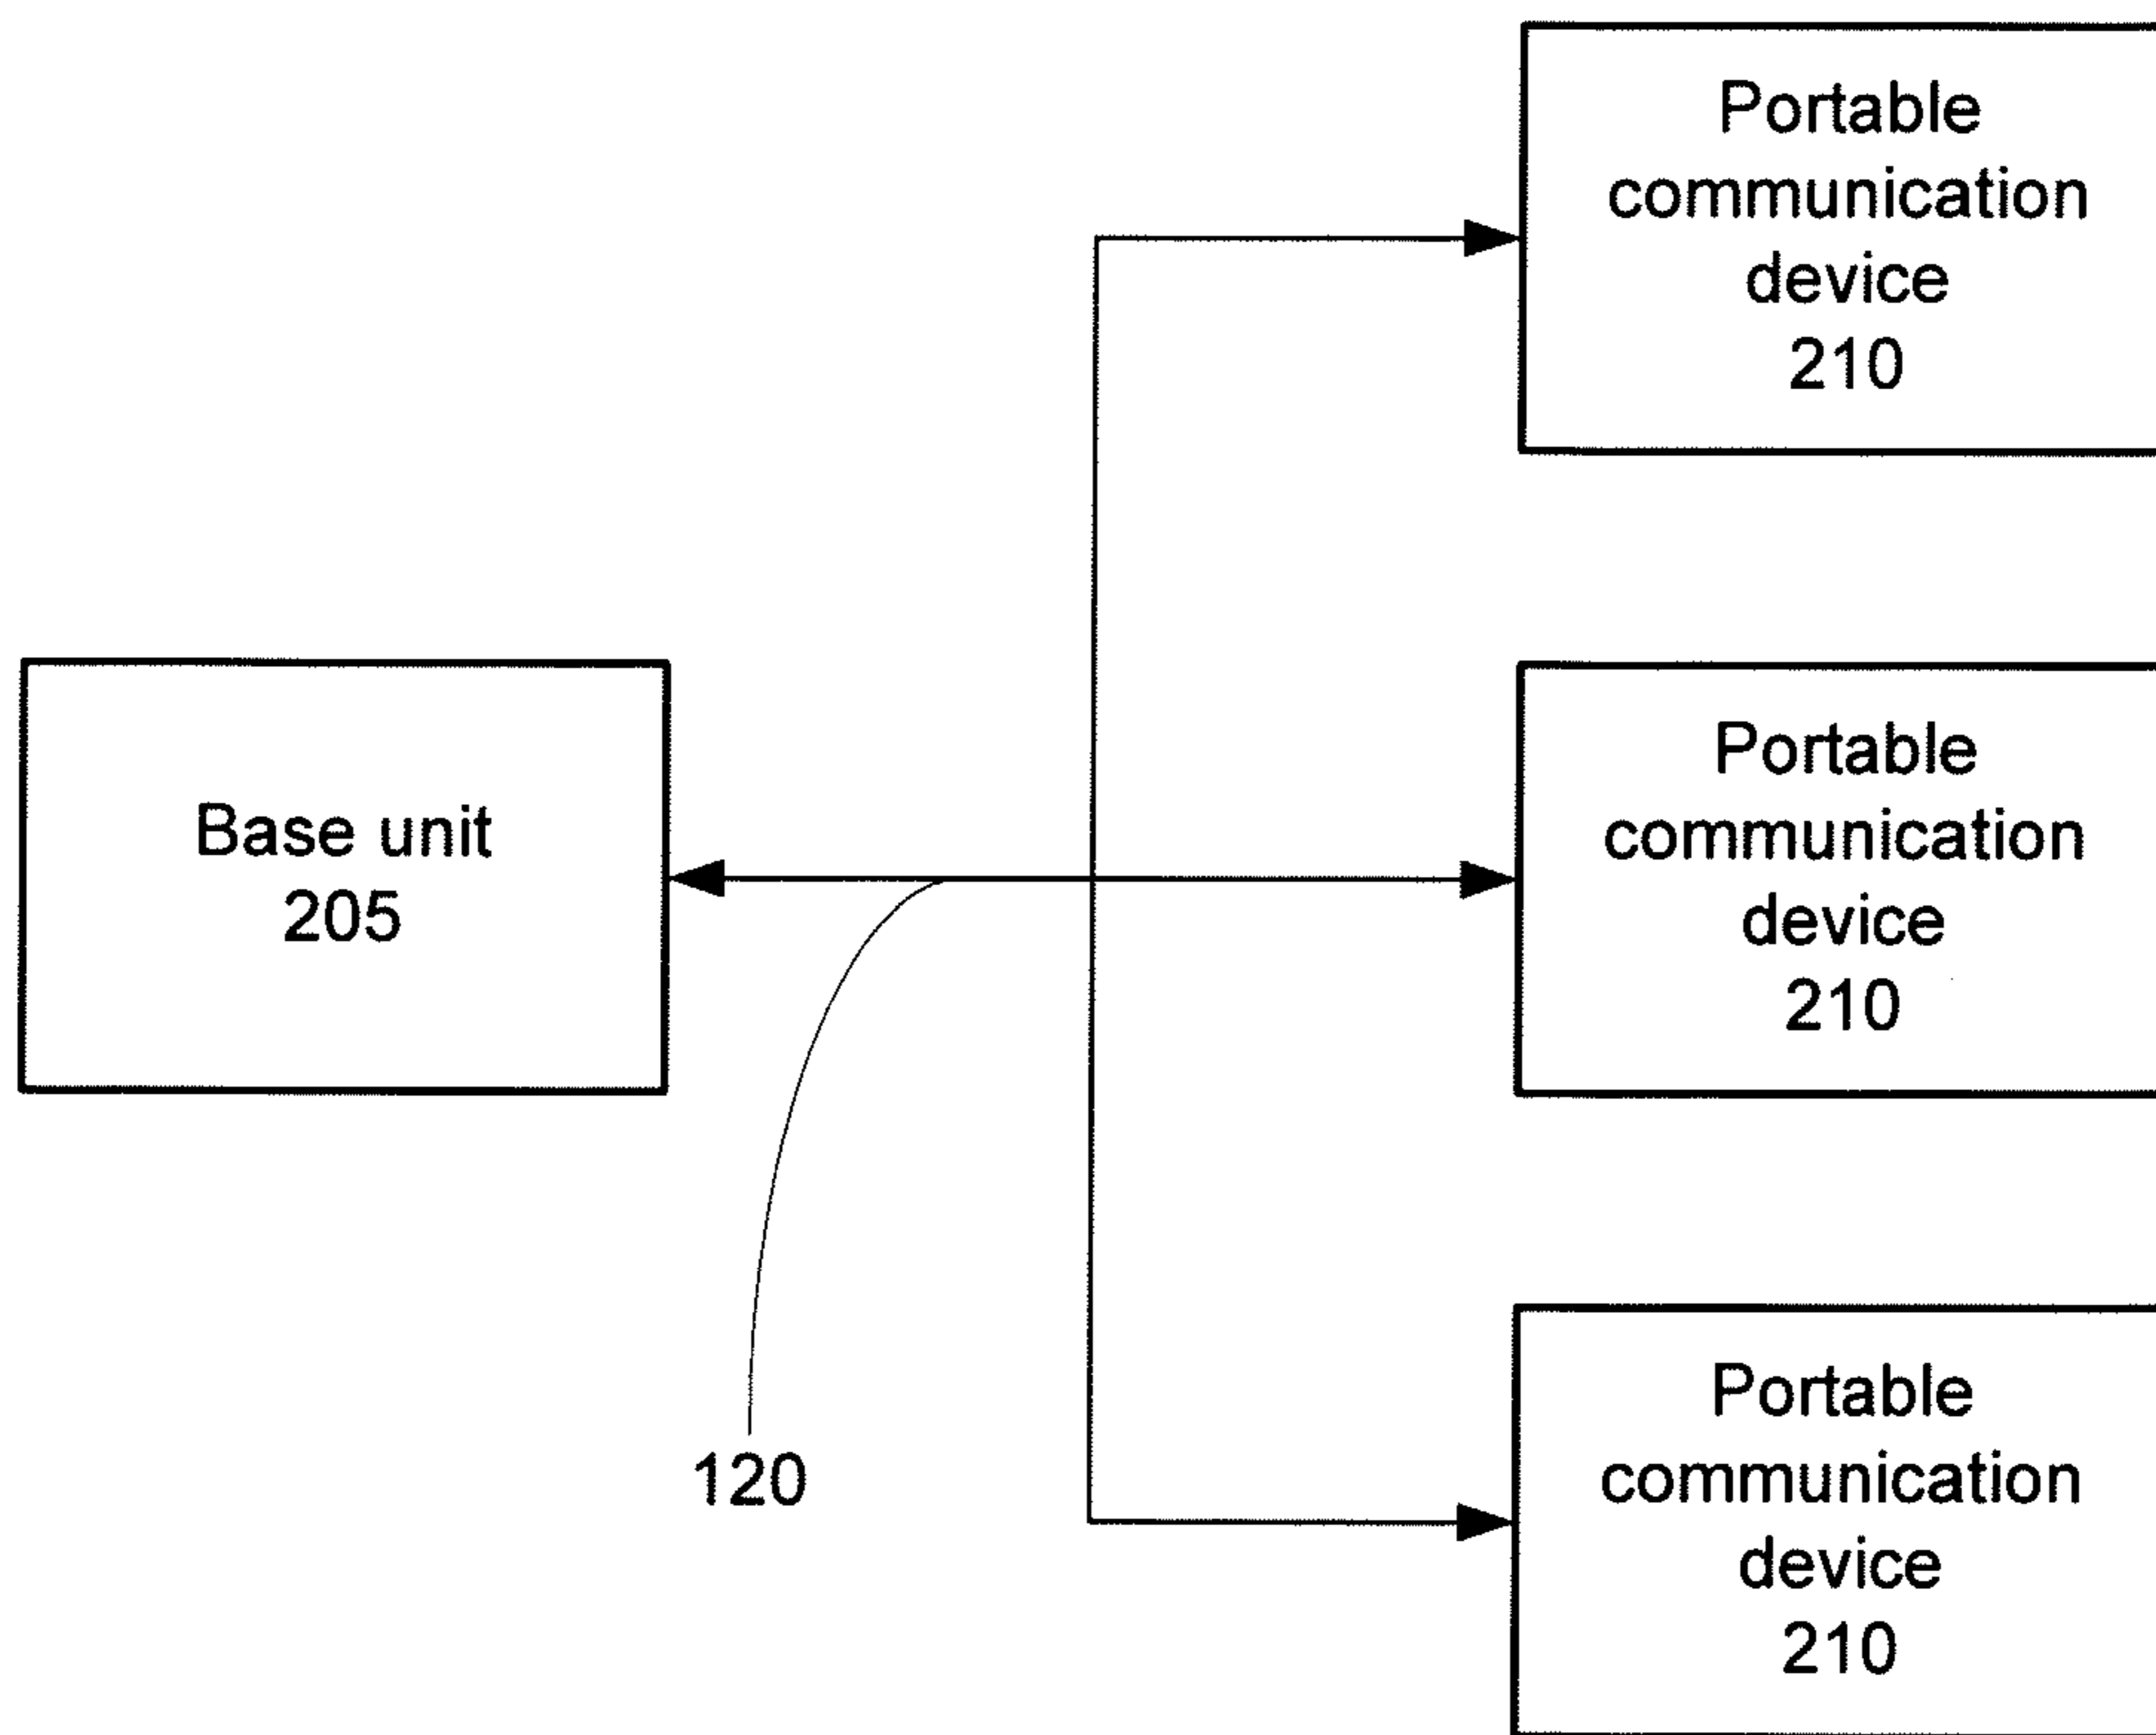 Portable
communication
device
210
Base unit
205
Portable
communication
device
210
120
Portable
communication
device
210